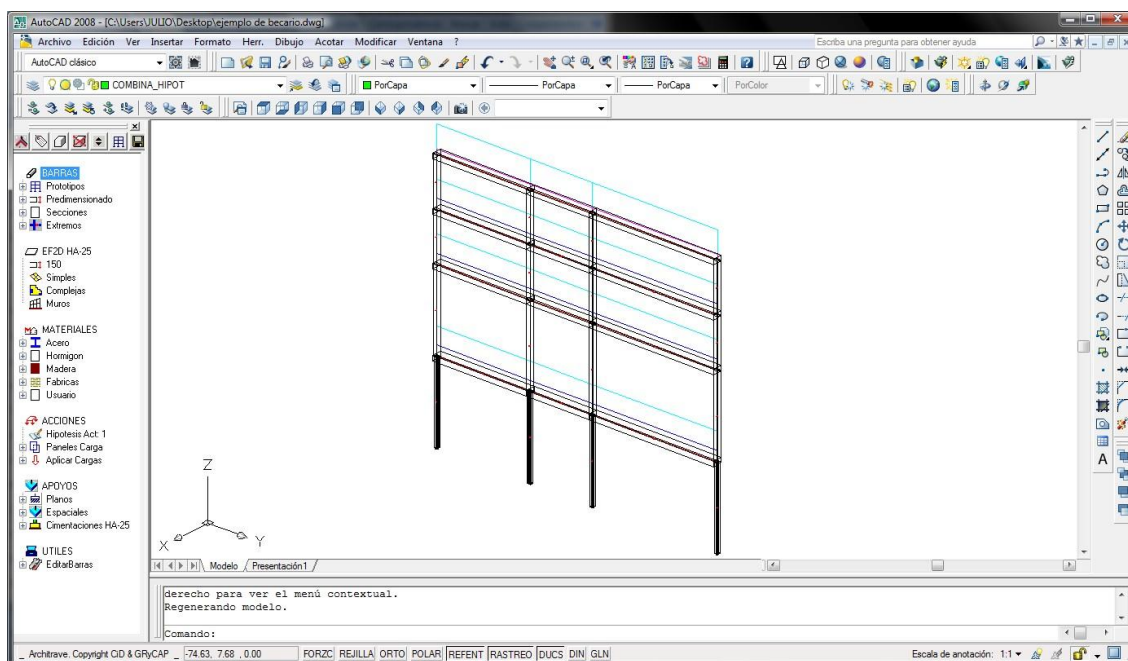 AutoCAD 2008 - [C:\Users\JULIO\Desktop\ejemplo de becario.dwg]
Archivo Edición Ver Insertar Formato Herr. Dibujo Acotar Modificar Ventana ?
Escriba una pregunta para obtener ayuda
AutoCAD clásico
COMBINA_HIPOT
PorCapa
PorCapa
PorCapa
PorColor
BARRAS
Prototipos
Predimensionado
Secciones
Extremos
EF2D HA-25
150
Simples
Complejas
Muros
MATERIALES
Acero
Hormigon
Madera
Fabricas
Usuario
ACCIONES
Hipotesis Act: 1
Paneles Carga
Aplicar Cargas
APOYOS
Planos
Espaciales
Cimentaciones HA-25
UTILES
EditarBarras
Z
X
Y
Modelo
Presentación1
derecho para ver el menú contextual.
Regenerando modelo.
Comando:
_ Architrave. Copyright CiD & GRyCAP _
-74.63, 7.68 , 0.00
FORZC REJILLA ORTO POLAR REFENT RASTREO DUCS DIN GLN
Escala de anotación: 1:1